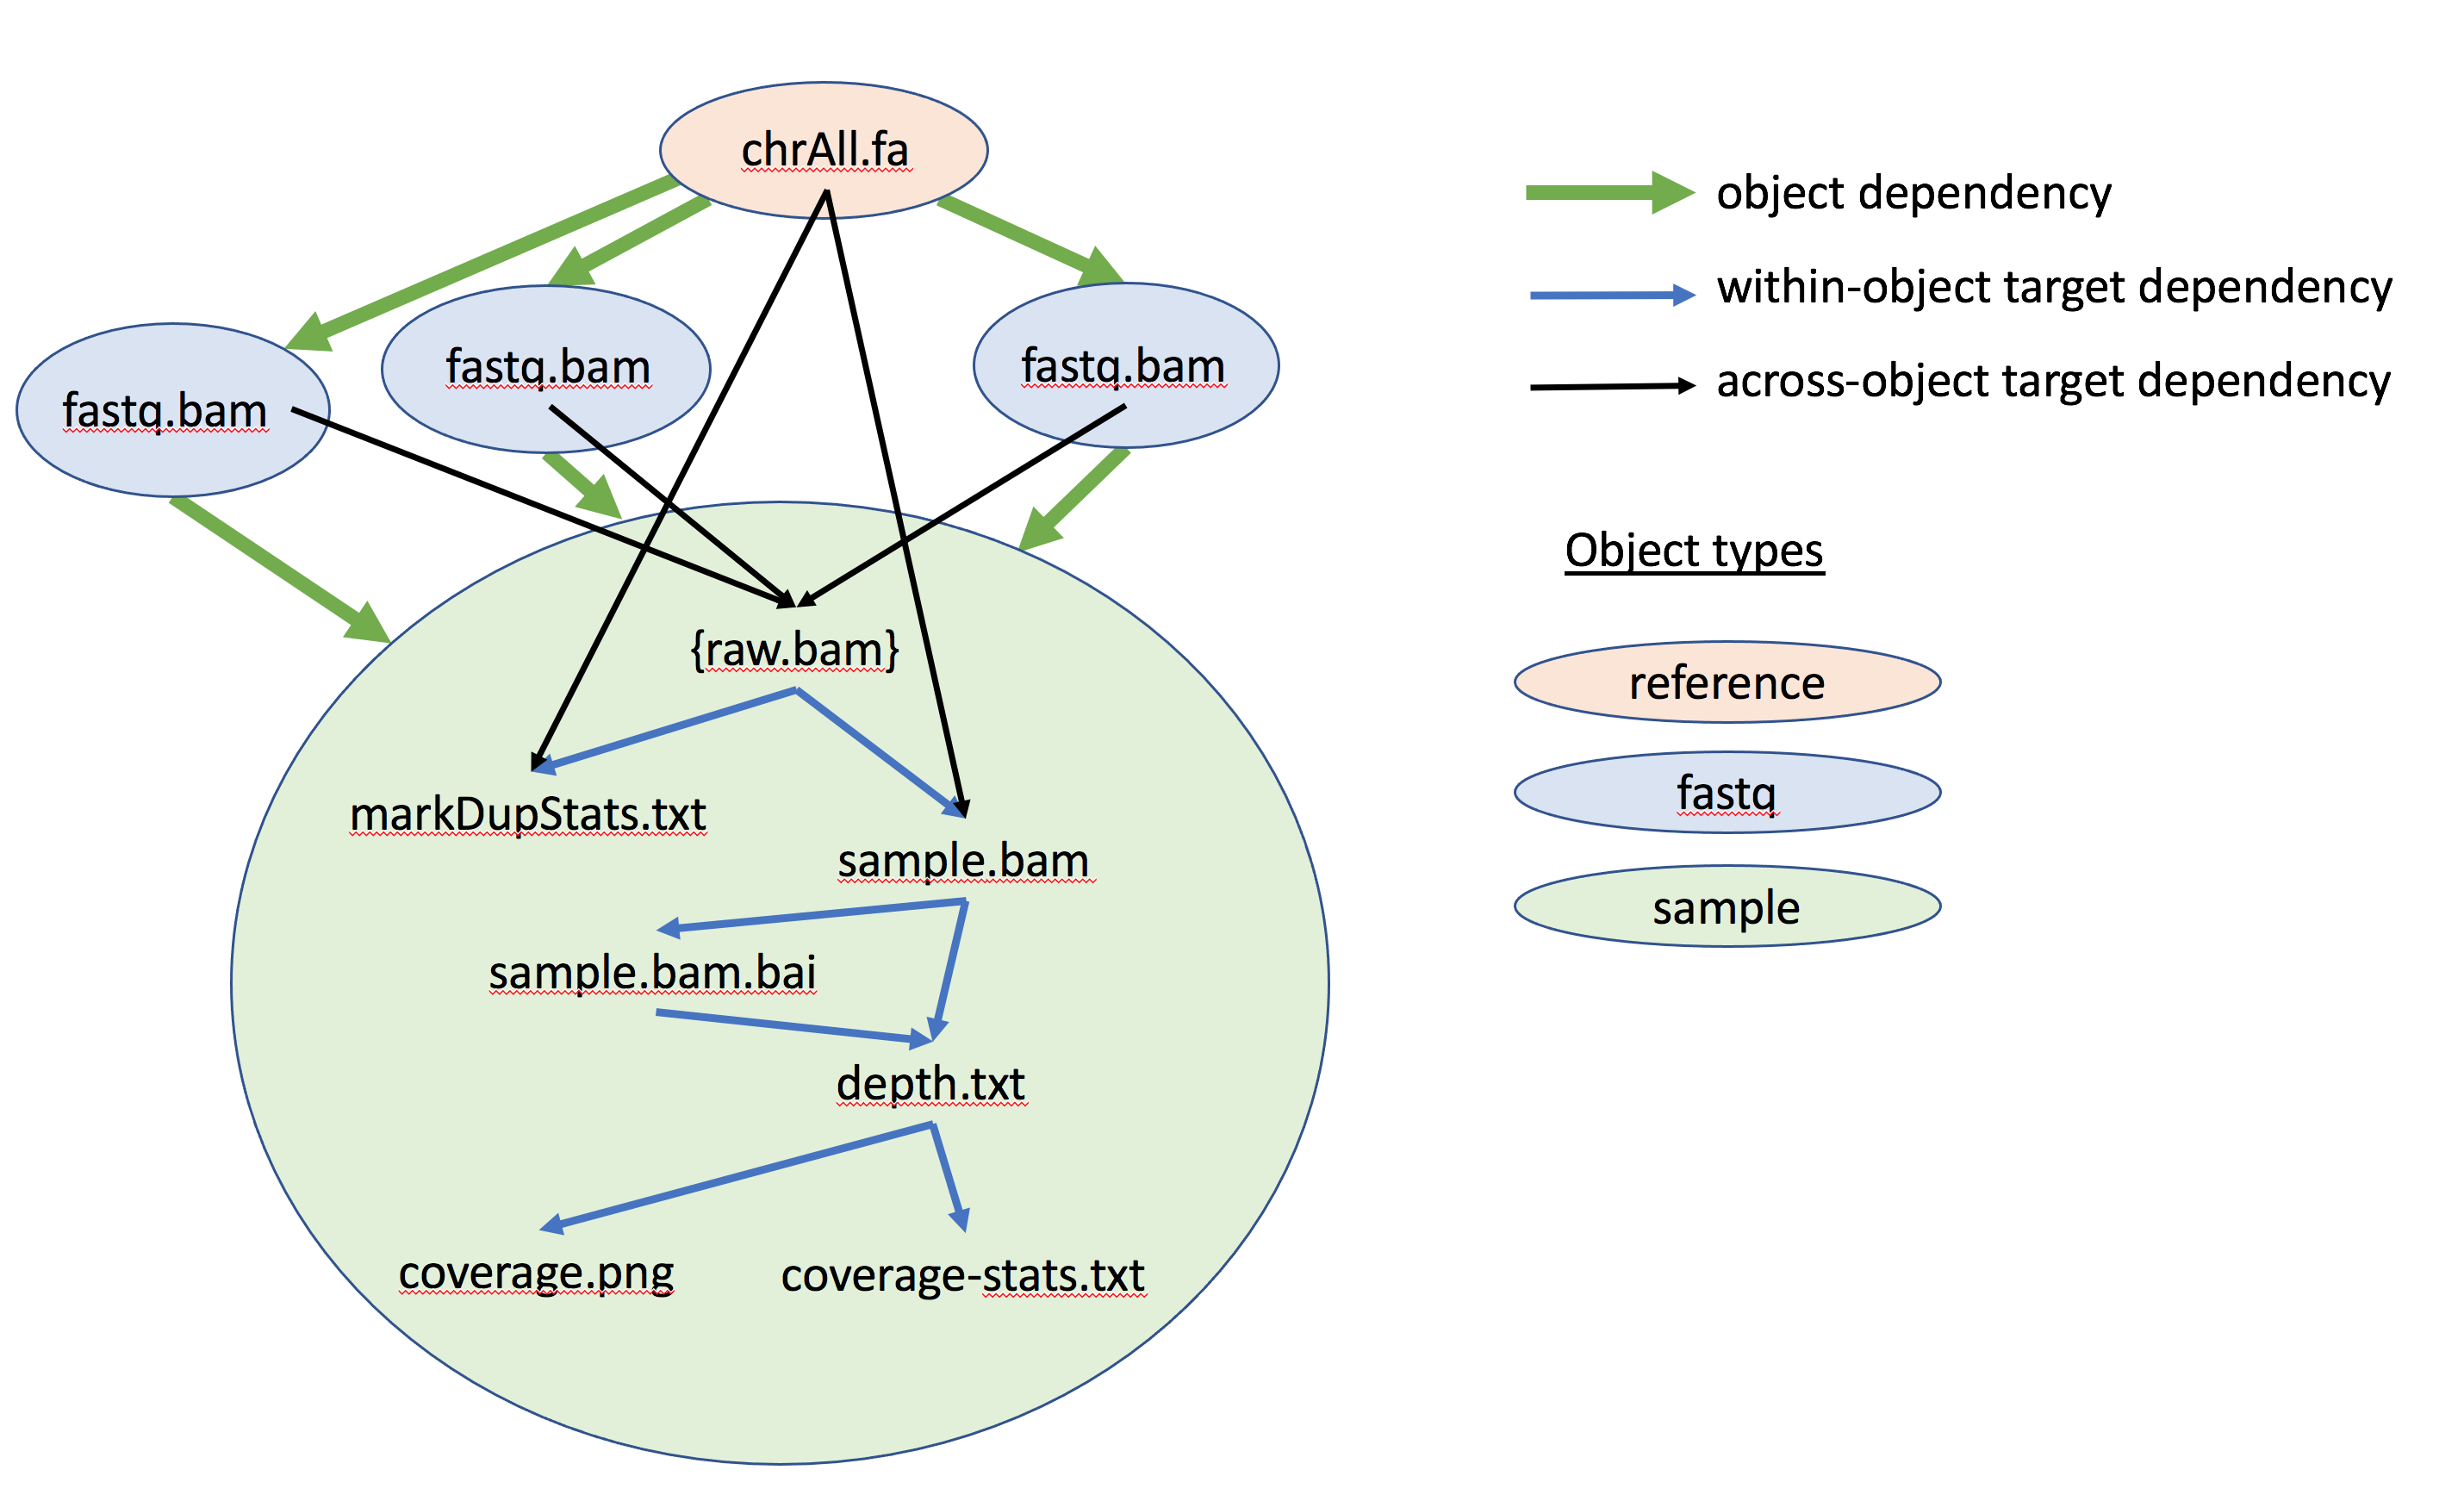 chrAll.fa
fastq.bam
fastq.bam
fastq.bam
{raw.bam}
markDupStats.txt
sample.bam
sample.bam.bai
depth.txt
coverage.png
coverage-stats.txt
object dependency
within-object target dependency
across-object target dependency
Object types
reference
fastq
sample